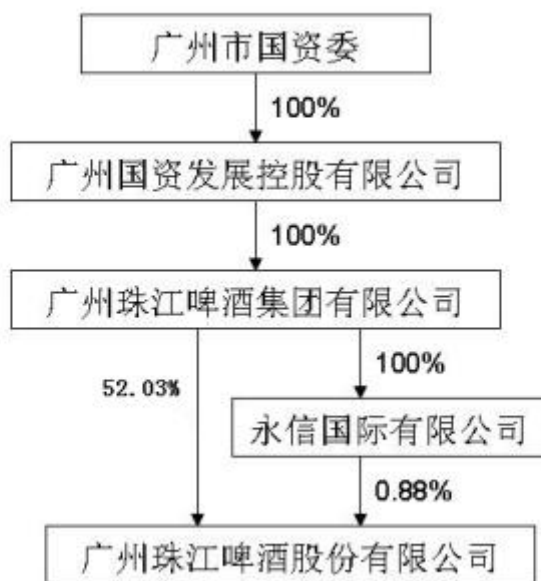 广州市国资委
100%
广州国资发展控股有限公司
100%
广州珠江啤酒集团有限公司
52.03%
100%
永信国际有限公司
0.88%
广州珠江啤酒股份有限公司